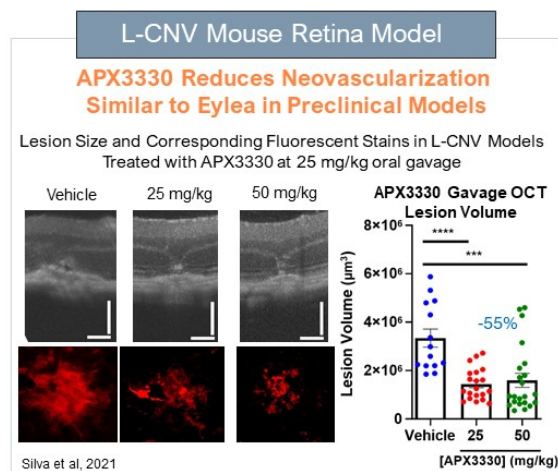 L-CNV Mouse Retina Model
APX3330 Reduces Neovascularization
Similar to Eylea in Preclinical Models
Lesion Size and Corresponding Fluorescent Stains in L-CNV Models
Treated with APX3330 at 25 mg/kg oral gavage
Vehicle
25 mg/kg
50 mg/kg
APX3330 Gavage OCT
Lesion Volume
Lesion Volume (µm³)
8×10⁶
6×10⁶
4×10⁶
2×10⁶
0
****
***
-55%
Vehicle
25
50
[APX3330] (mg/kg)
Silva et al, 2021